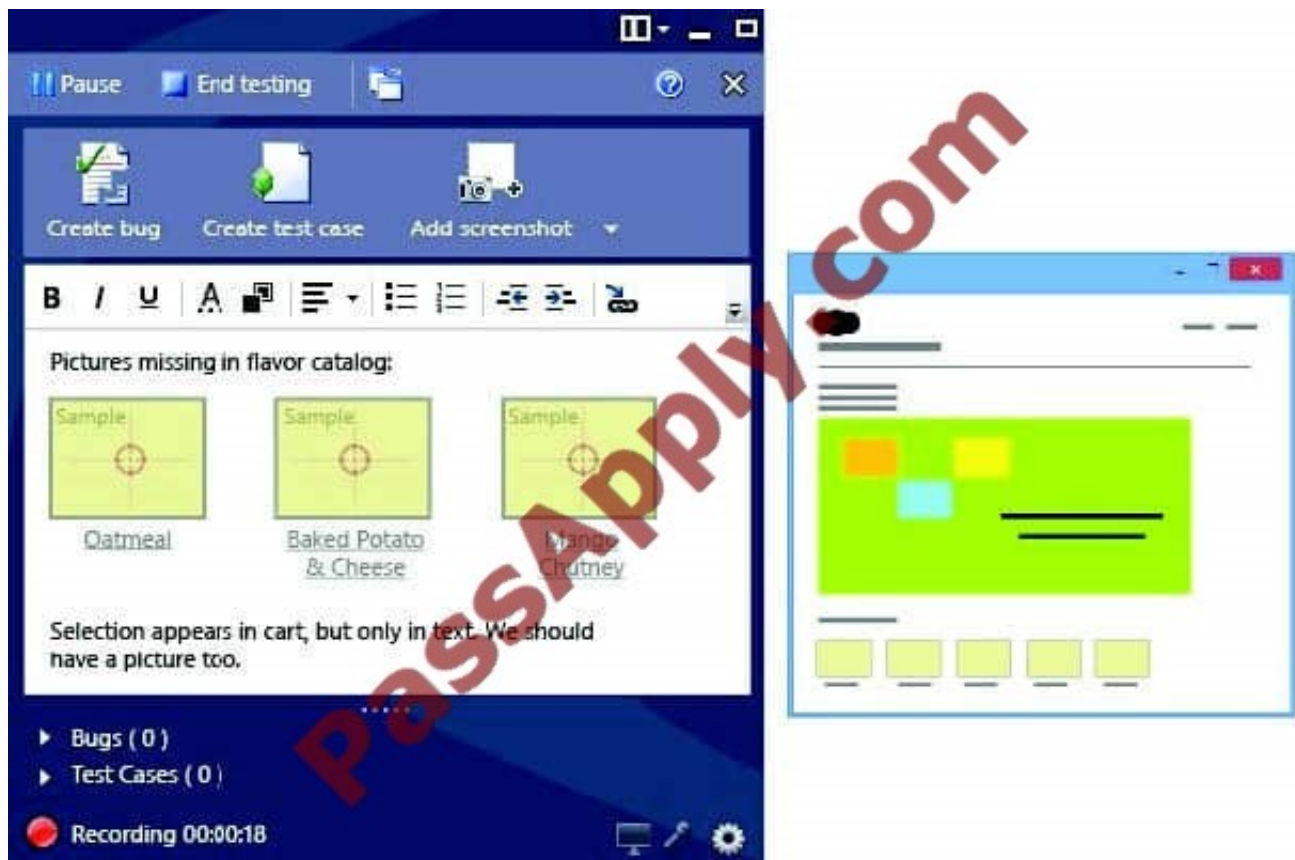 Pause End testing
Create bug Create test case Add screenshot
B I U A
Pictures missing in flavor catalog:
Sample Sample Sample
Oatmeal Baked Potato Mango
& Cheese Chutney
Selection appears in cart, but only in text. We should
have a picture too.
Bugs ( 0 )
Test Cases ( 0 )
Recording 00:00:18
PassApply.com